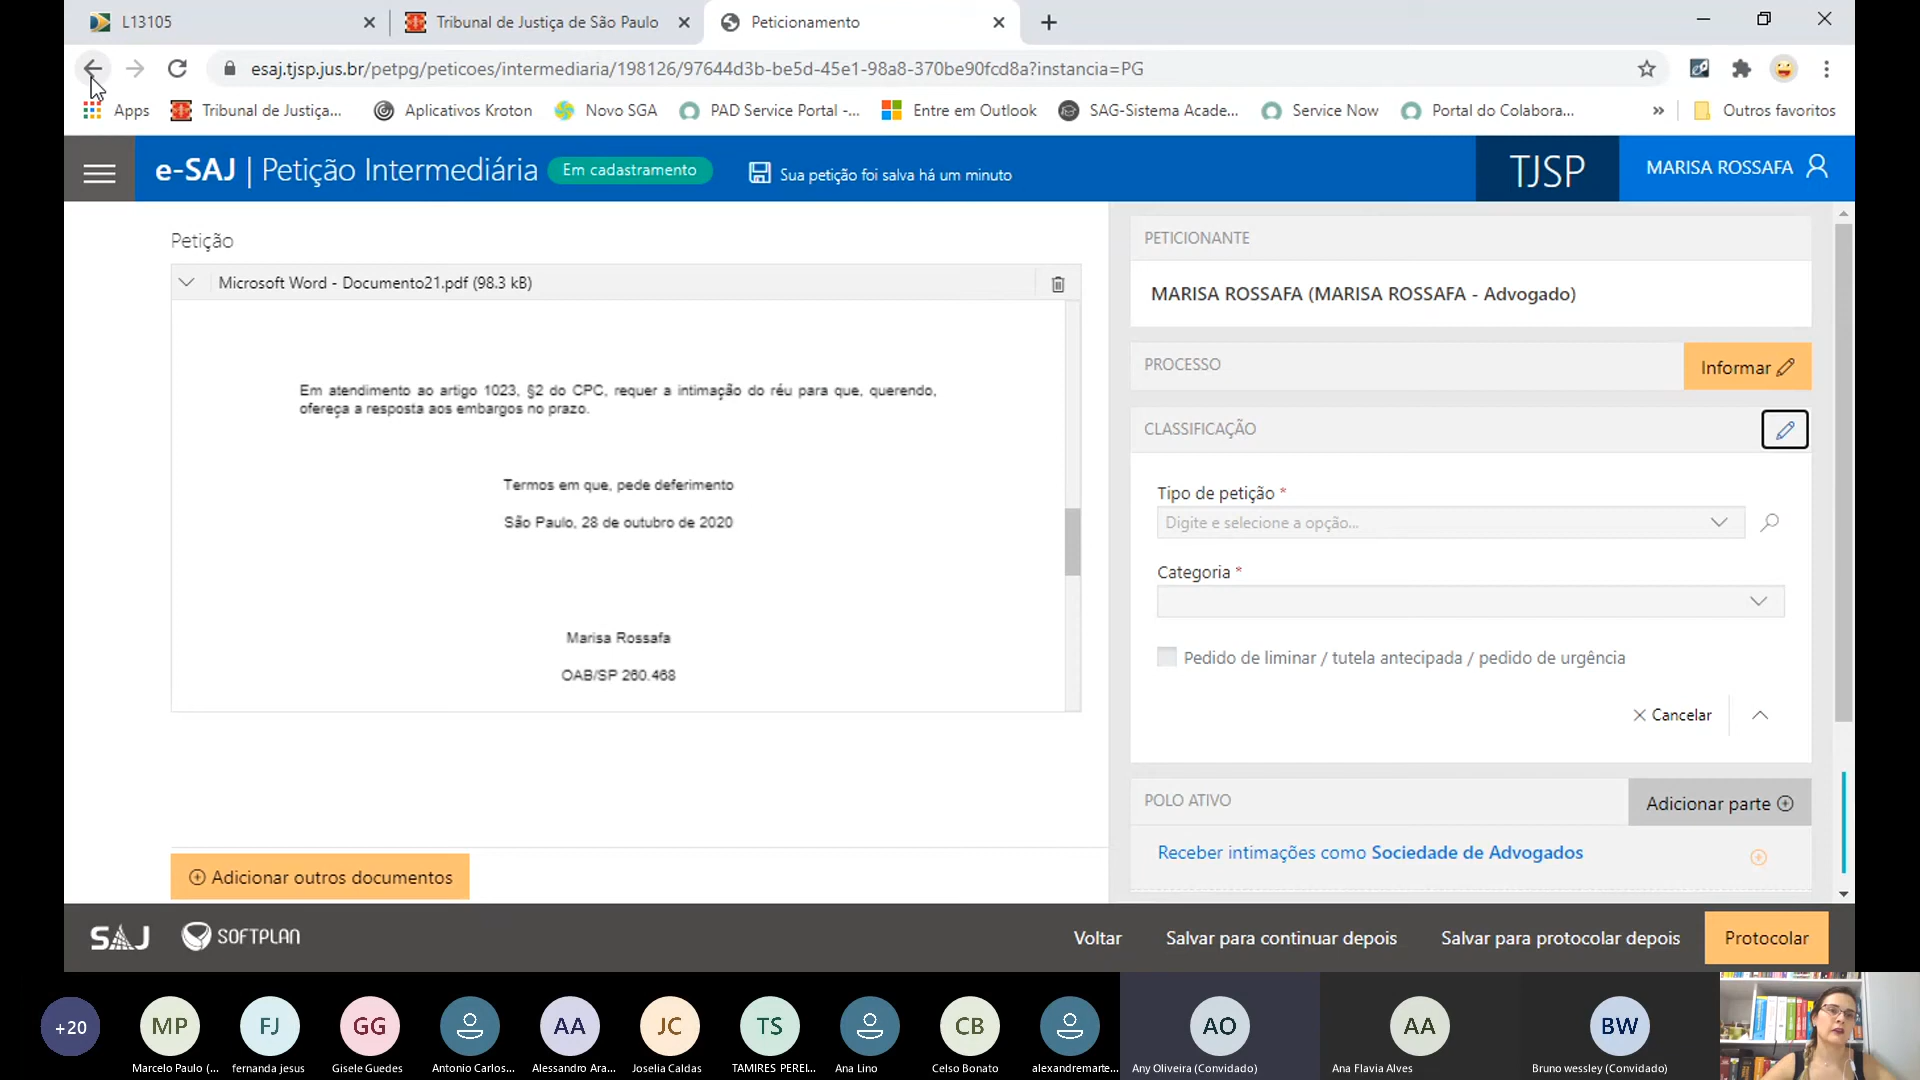 L13105
Tribunal de Justiça de São Paulo
Peticionamento
esaj.tjsp.jus.br/petpg/peticoes/intermediaria/198126/97644d3b-be5d-45e1-98a8-370be90fcd8a?instancia=PG
Apps
Tribunal de Justiça...
Aplicativos Kroton
Novo SGA
PAD Service Portal -...
Entre em Outlook
SAG-Sistema Acade...
Service Now
Portal do Colabora...
»
Outros favoritos
e-SAJ | Petição Intermediária
Em cadastramento
Sua petição foi salva há um minuto
TJSP
MARISA ROSSAFA
Petição
Microsoft Word - Documento21.pdf (98.3 kB)
Em atendimento ao artigo 1023, §2 do CPC, requer a intimação do réu para que, querendo,
ofereça a resposta aos embargos no prazo.
Termos em que, pede deferimento
São Paulo, 28 de outubro de 2020
Marisa Rossafa
OAB/SP 260.468
Adicionar outros documentos
PETICIONANTE
MARISA ROSSAFA (MARISA ROSSAFA - Advogado)
PROCESSO
Informar
CLASSIFICAÇÃO
Tipo de petição *
Digite e selecione a opção...
Categoria *
Pedido de liminar / tutela antecipada / pedido de urgência
Cancelar
POLO ATIVO
Adicionar parte
Receber intimações como Sociedade de Advogados
SAJ
SOFTPLAN
Voltar
Salvar para continuar depois
Salvar para protocolar depois
Protocolar
+20
MP
FJ
GG
AA
JC
TS
CB
AO
AA
BW
Marcelo Paulo (...
fernanda jesus
Gisele Guedes
Antonio Carlos...
Alessandro Ara...
Joselia Caldas
TAMIRES PEREI...
Ana Lino
Celso Bonato
alexandremarte...
Any Oliveira (Convidado)
Ana Flavia Alves
Bruno wessley (Convidado)